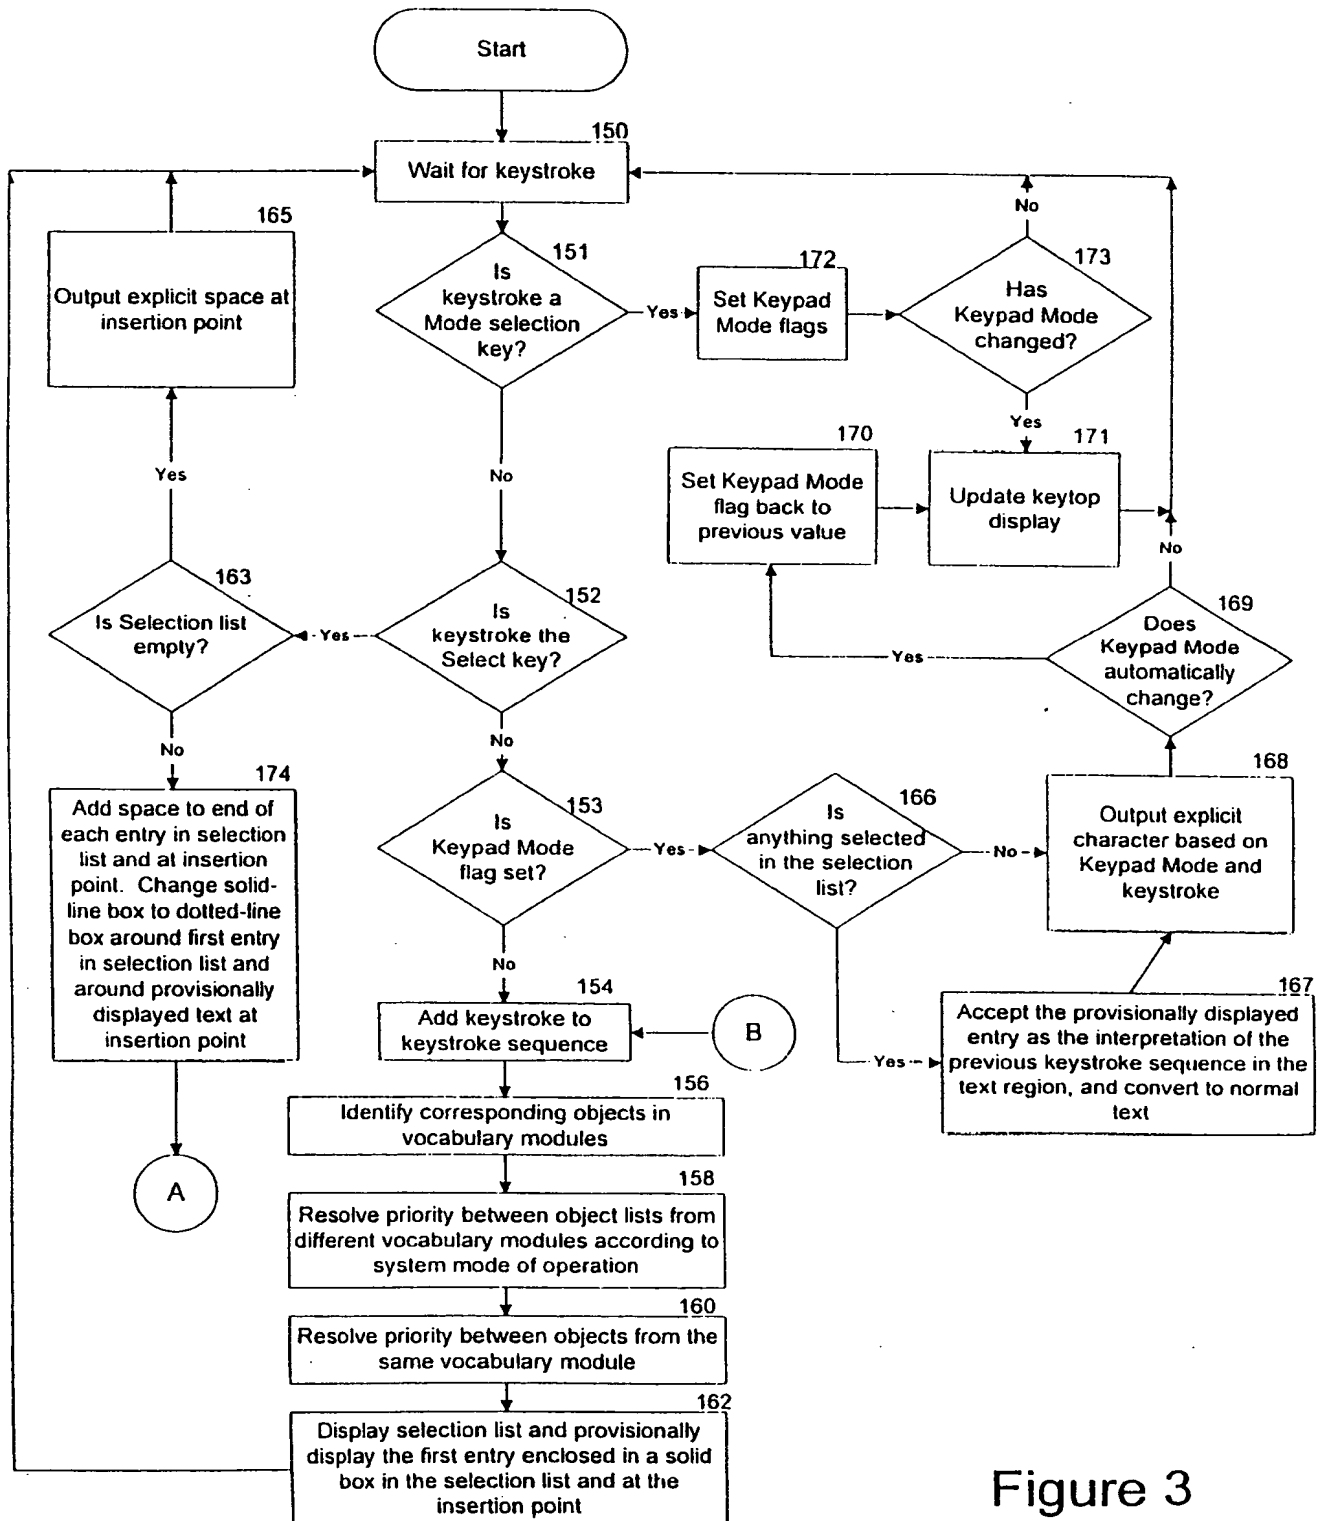 Start
150
Wait for keystroke
151
Is
keystroke a
Mode selection
key?
Yes
172
Set Keypad
Mode flags
173
Has
Keypad Mode
changed?
No
Yes
171
Update keytop
display
170
Set Keypad Mode
flag back to
previous value
165
Output explicit space at
insertion point
Yes
163
Is Selection list
empty?
No
152
Is
keystroke the
Select key?
Yes
No
169
Does
Keypad Mode
automatically
change?
No
Yes
No
174
Add space to end of
each entry in selection
list and at insertion
point. Change solid-
line box to dotted-line
box around first entry
in selection list and
around provisionally
displayed text at
insertion point
A
No
153
Is
Keypad Mode
flag set?
Yes
166
Is
anything selected
in the selection
list?
No
168
Output explicit
character based on
Keypad Mode and
keystroke
Yes
167
Accept the provisionally displayed
entry as the interpretation of the
previous keystroke sequence in the
text region, and convert to normal
text
No
154
Add keystroke to
keystroke sequence
B
156
Identify corresponding objects in
vocabulary modules
158
Resolve priority between object lists from
different vocabulary modules according to
system mode of operation
160
Resolve priority between objects from the
same vocabulary module
162
Display selection list and provisionally
display the first entry enclosed in a solid
box in the selection list and at the
insertion point
Figure 3